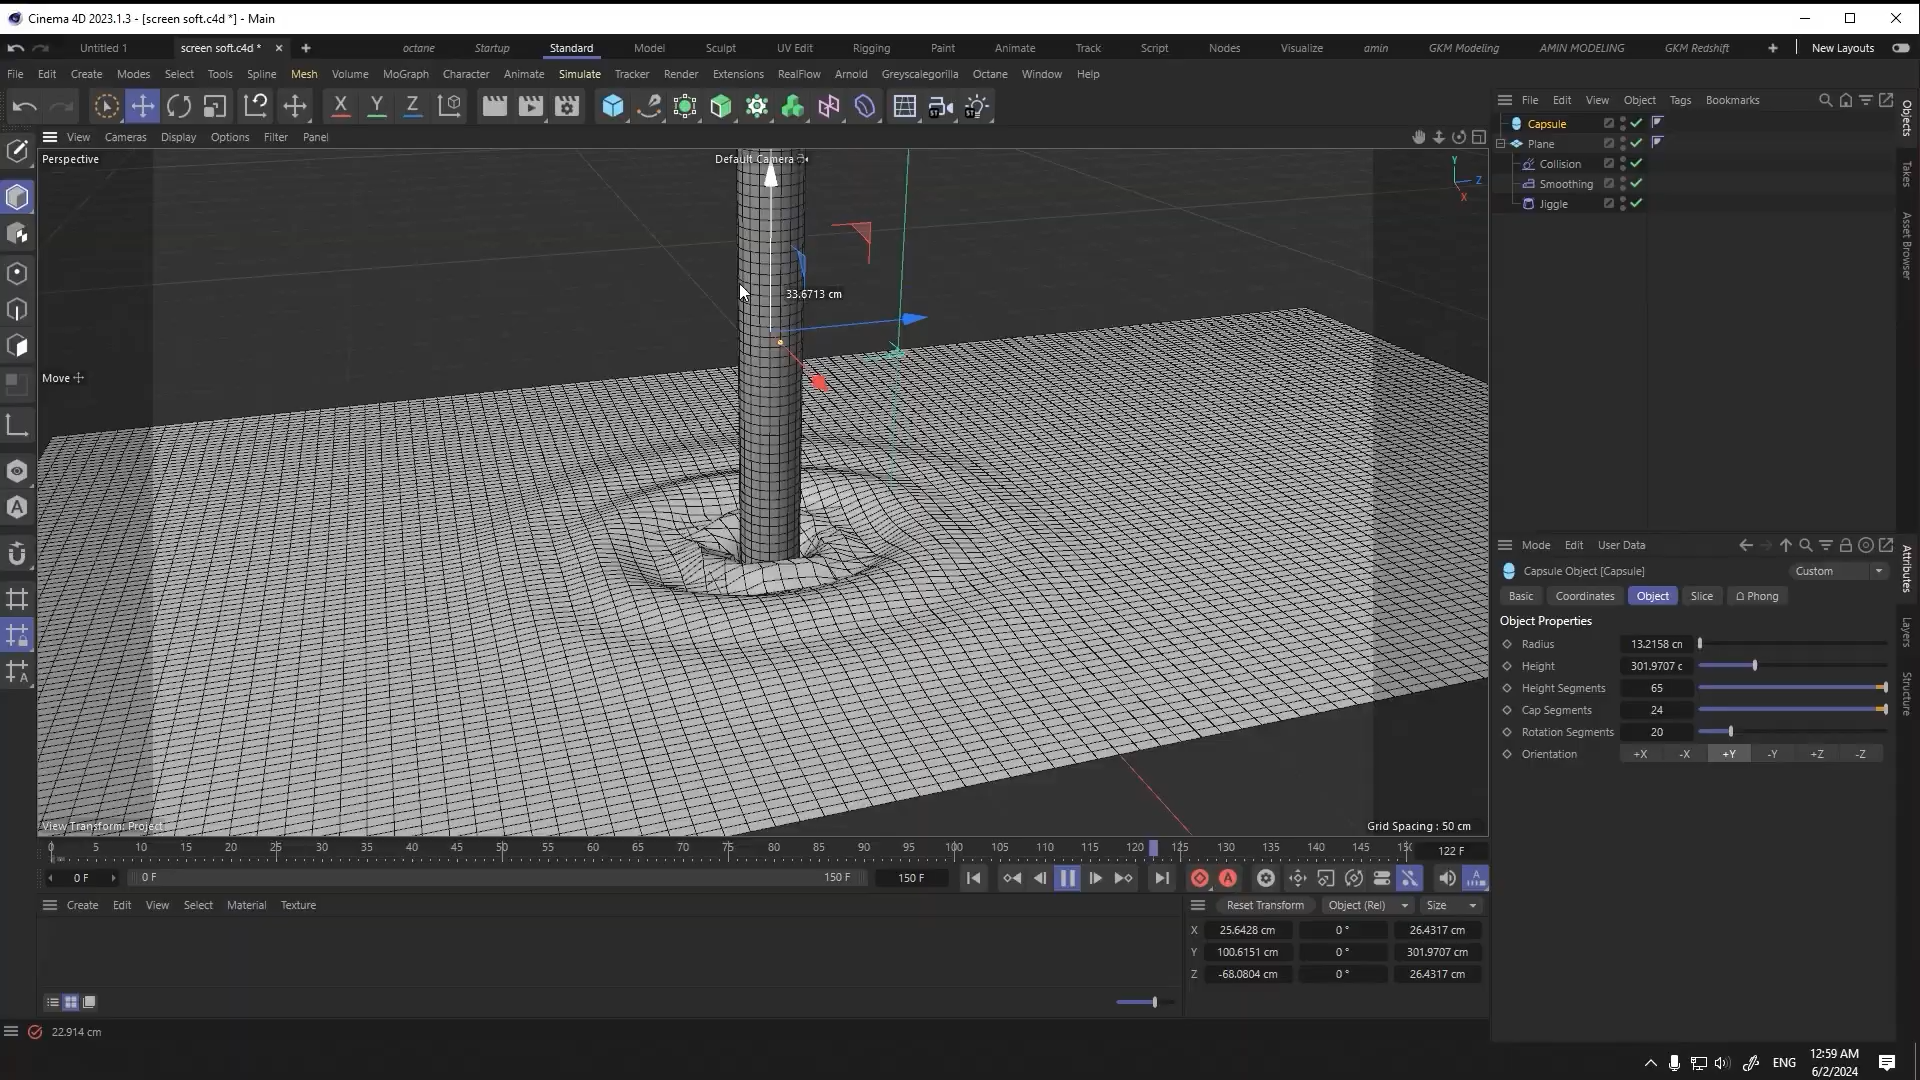 Cinema 4D 2023.1.3 - [screen soft.c4d *] - Main
Untitled 1
screen soft.c4d *
octane
Startup
Standard
Model
Sculpt
UV Edit
Rigging
Paint
Animate
Track
Script
Nodes
Visualize
amin
GKM Modeling
AMIN MODELING
GKM Redshift
New Layouts
File Edit Create Modes Select Tools Spline Mesh Volume MoGraph Character Animate Simulate Tracker Render Extensions RealFlow Arnold Greyscalegorilla Octane Window Help
X Y Z
File Edit View Object Tags Bookmarks
View Cameras Display Options Filter Panel
Perspective
Default Camera
Y
Z
X
33.6713 cm
Move
View Transform: Project
Grid Spacing : 50 cm
Capsule
Plane
Collision
Smoothing
Jiggle
Objects
Takes
Asset Browser
Mode Edit User Data
Capsule Object [Capsule]
Custom
Basic Coordinates Object Slice Phong
Object Properties
Radius 13.2158 cn
Height 301.9707 c
Height Segments 65
Cap Segments 24
Rotation Segments 20
Orientation +X -X +Y -Y +Z -Z
Attributes
Layers
Structure
0 5 10 15 20 25 30 35 40 45 50 55 60 65 70 75 80 85 90 95 100 105 110 115 120 125 130 135 140 145 15(
122 F
0 F
0 F
150 F
150 F
Create Edit View Select Material Texture
Reset Transform
Object (Rel)
Size
X 25.6428 cm 0 ° 26.4317 cm
Y 100.6151 cm 0 ° 301.9707 cm
Z -68.0804 cm 0 ° 26.4317 cm
22.914 cm
ENG
12:59 AM
6/2/2024